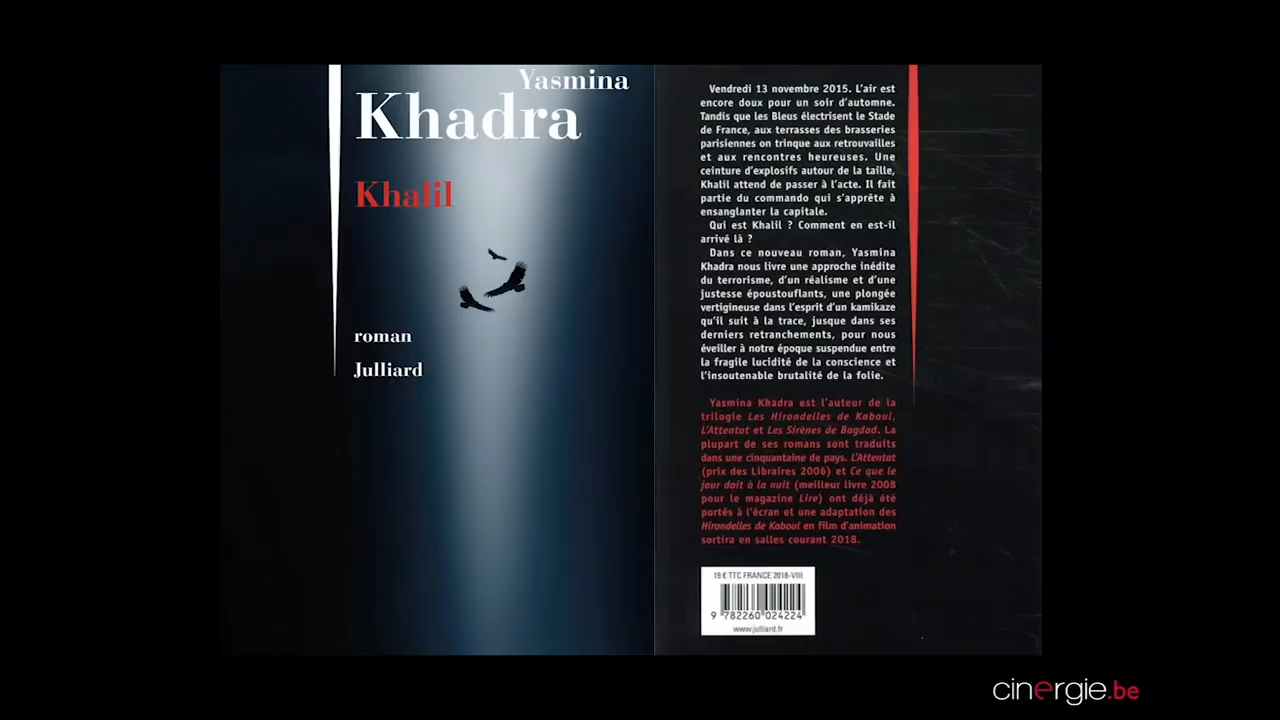 Yasmina
Khadra
Khalil
roman
Julliard
Vendredi 13 novembre 2015. L'air est
encore doux pour un soir d'automne.
Tandis que les Bleus électrisent le Stade
de France, aux terrasses des brasseries
parisiennes on trinque aux retrouvailles
et aux rencontres heureuses. Une
ceinture d'explosifs autour de la taille,
Khalil attend de passer à l'acte. Il fait
partie du commando qui s'apprête à
ensanglanter la capitale.
Qui est Khalil ? Comment en est-il
arrivé là ?
Dans ce nouveau roman, Yasmina
Khadra nous livre une approche inédite
du terrorisme, d'un réalisme et d'une
justesse époustouflants, une plongée
vertigineuse dans l'esprit d'un kamikaze
qu'il suit à la trace, jusque dans ses
derniers retranchements, pour nous
éveiller à notre époque suspendue entre
la fragile lucidité de la conscience et
l'insoutenable brutalité de la folie.
Yasmina Khadra est l'auteur de la
trilogie Les Hirondelles de Kaboul,
L'Attentat et Les Sirènes de Bagdad. La
plupart de ses romans sont traduits
dans une cinquantaine de pays. L'Attentat
(prix des Libraires 2006) et Ce que le
jour doit à la nuit (meilleur livre 2008
pour le magazine Lire) ont déjà été
portés à l'écran et une adaptation des
Hirondelles de Kaboul en film d'animation
sortira en salles courant 2018.
19 € TTC FRANCE 2018-VIII
9 782260 024224
www.julliard.fr
cinergie.be